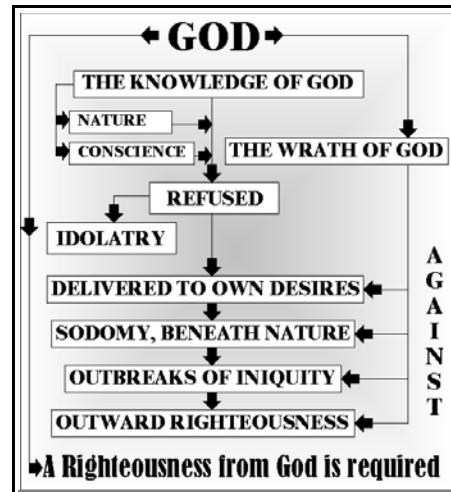 GOD
THE KNOWLEDGE OF GOD
NATURE
CONSCIENCE
THE WRATH OF GOD
REFUSED
IDOLATRY
AGAINST
DELIVERED TO OWN DESIRES
SODOMY, BENEATH NATURE
OUTBREAKS OF INIQUITY
OUTWARD RIGHTEOUSNESS
A Righteousness from God is required